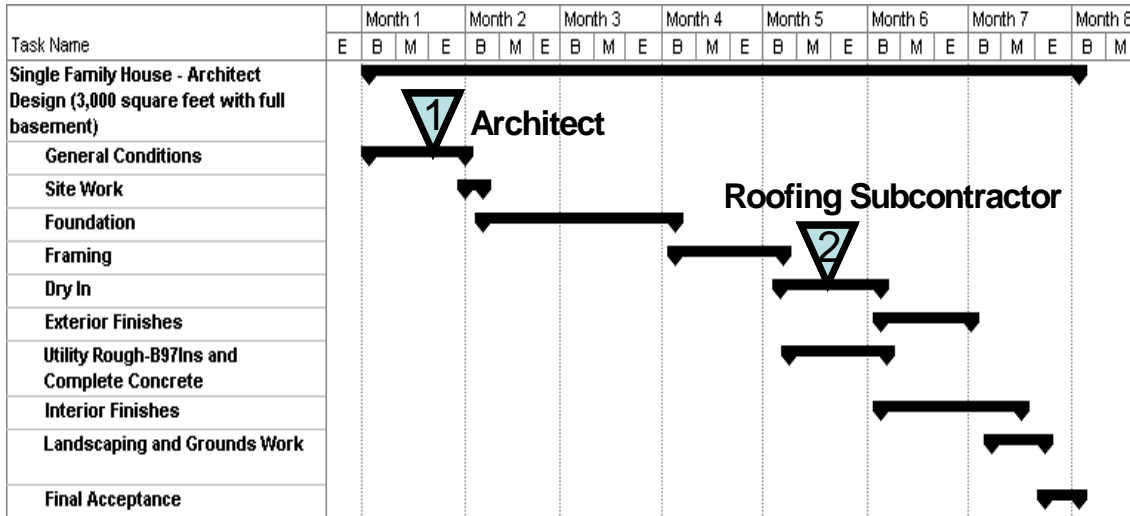 Month 1 Month 2 Month 3 Month 4 Month 5 Month 6 Month 7 Month 8
Task Name E B M E B M E B M E B M E B M E B M E B M E B M
Single Family House - Architect
Design (3,000 square feet with full
basement)
1 Architect
General Conditions
Site Work
Roofing Subcontractor
Foundation
2
Framing
Dry In
Exterior Finishes
Utility Rough-B97Ins and
Complete Concrete
Interior Finishes
Landscaping and Grounds Work
Final Acceptance